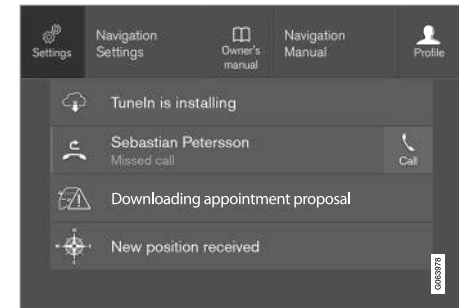 Settings
Navigation
Settings
Owner's
manual
Navigation
Manual
Profile
TuneIn is installing
Sebastian Petersson
Missed call
Call
Downloading appointment proposal
New position received
G063978